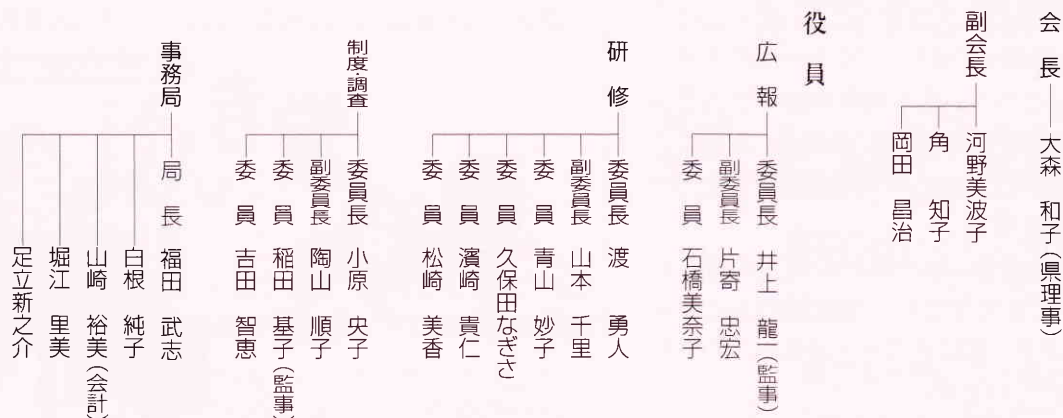 会長 大森 和子（県理事）
副会長 河野美波子
角 知子
岡田 昌治
役員
広報 委員長 井上 龍一（監事）
副委員長 片寄 忠宏
委員 石橋美奈子
研修 委員長 渡 勇人
副委員長 山本 千里
委員 青山 妙子
委員 久保田なぎさ
委員 濱崎 貴仁
委員 松崎 美香
制度・調査 委員長 小原 央子
副委員長 陶山 順子
委員 稲田 基子（監事）
委員 吉田 智恵
事務局 局長 福田 武志
白根 純子
山崎 裕美（会計）
堀江 里美
足立新之介